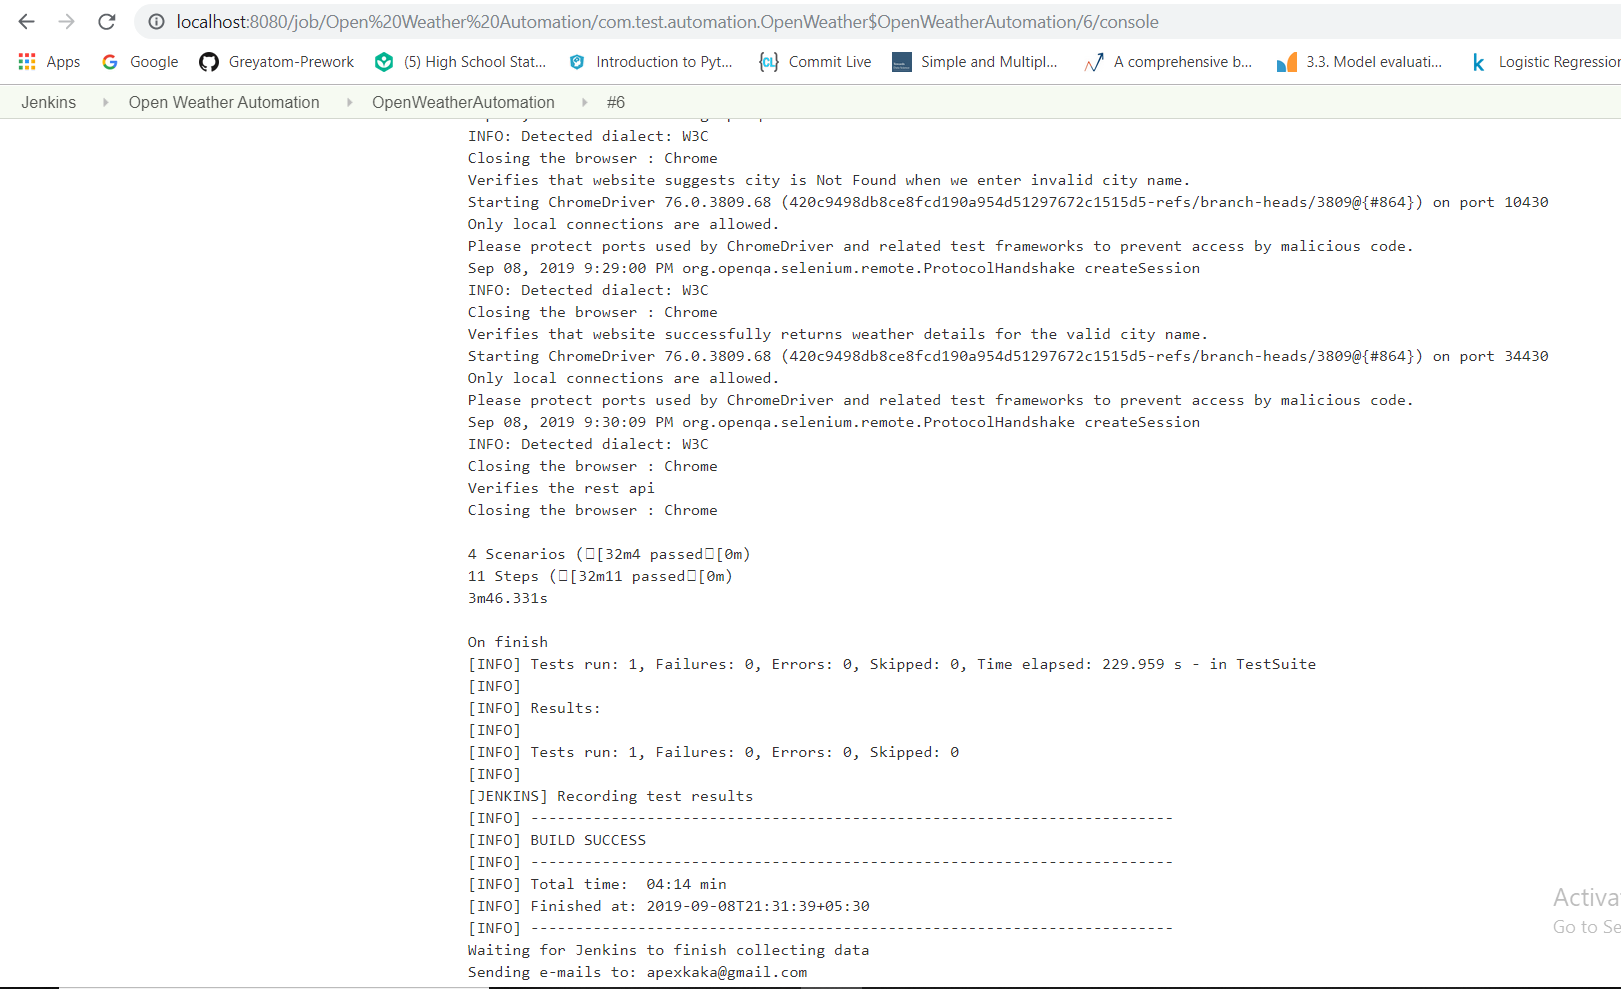 localhost:8080/job/Open%20Weather%20Automation/com.test.automation.OpenWeather$OpenWeatherAutomation/6/console
Apps Google Greyatom-Prework (5) High School Stat... Introduction to Pyt... {CL} Commit Live Simple and Multipl... A comprehensive b... 3.3. Model evaluati... k Logistic Regression
Jenkins Open Weather Automation OpenWeatherAutomation #6
INFO: Detected dialect: W3C
Closing the browser : Chrome
Verifies that website suggests city is Not Found when we enter invalid city name.
Starting ChromeDriver 76.0.3809.68 (420c9498db8ce8fcd190a954d51297672c1515d5-refs/branch-heads/3809@{#864}) on port 10430
Only local connections are allowed.
Please protect ports used by ChromeDriver and related test frameworks to prevent access by malicious code.
Sep 08, 2019 9:29:00 PM org.openqa.selenium.remote.ProtocolHandshake createSession
INFO: Detected dialect: W3C
Closing the browser : Chrome
Verifies that website successfully returns weather details for the valid city name.
Starting ChromeDriver 76.0.3809.68 (420c9498db8ce8fcd190a954d51297672c1515d5-refs/branch-heads/3809@{#864}) on port 34430
Only local connections are allowed.
Please protect ports used by ChromeDriver and related test frameworks to prevent access by malicious code.
Sep 08, 2019 9:30:09 PM org.openqa.selenium.remote.ProtocolHandshake createSession
INFO: Detected dialect: W3C
Closing the browser : Chrome
Verifies the rest api
Closing the browser : Chrome
4 Scenarios (□[32m4 passed□[0m)
11 Steps (□[32m11 passed□[0m)
3m46.331s
On finish
[INFO] Tests run: 1, Failures: 0, Errors: 0, Skipped: 0, Time elapsed: 229.959 s - in TestSuite
[INFO]
[INFO] Results:
[INFO]
[INFO] Tests run: 1, Failures: 0, Errors: 0, Skipped: 0
[INFO]
[JENKINS] Recording test results
[INFO] ------------------------------------------------------------------------
[INFO] BUILD SUCCESS
[INFO] ------------------------------------------------------------------------
[INFO] Total time:  04:14 min
[INFO] Finished at: 2019-09-08T21:31:39+05:30
[INFO] ------------------------------------------------------------------------
Waiting for Jenkins to finish collecting data
Sending e-mails to: apexkaka@gmail.com
Activa
Go to Se